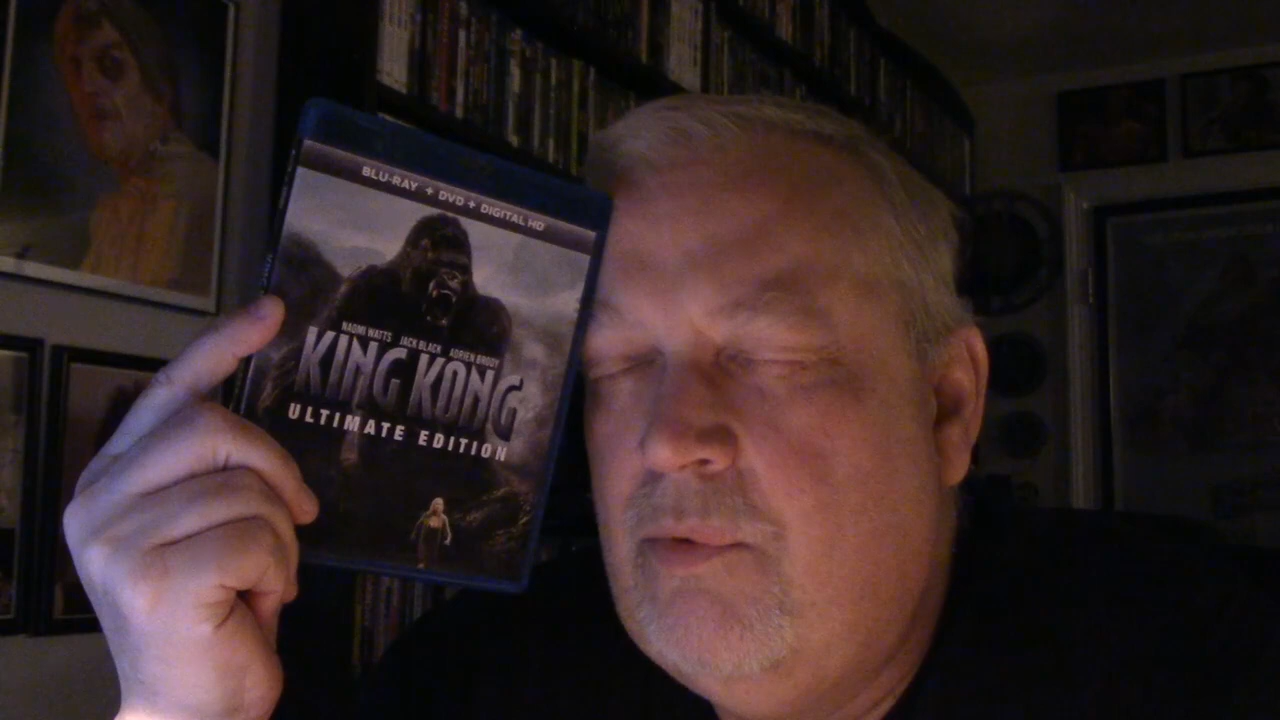 BLU-RAY + DVD + DIGITAL HD
NAOMI WATTS JACK BLACK ADRIEN BRODY
KING KONG
ULTIMATE EDITION